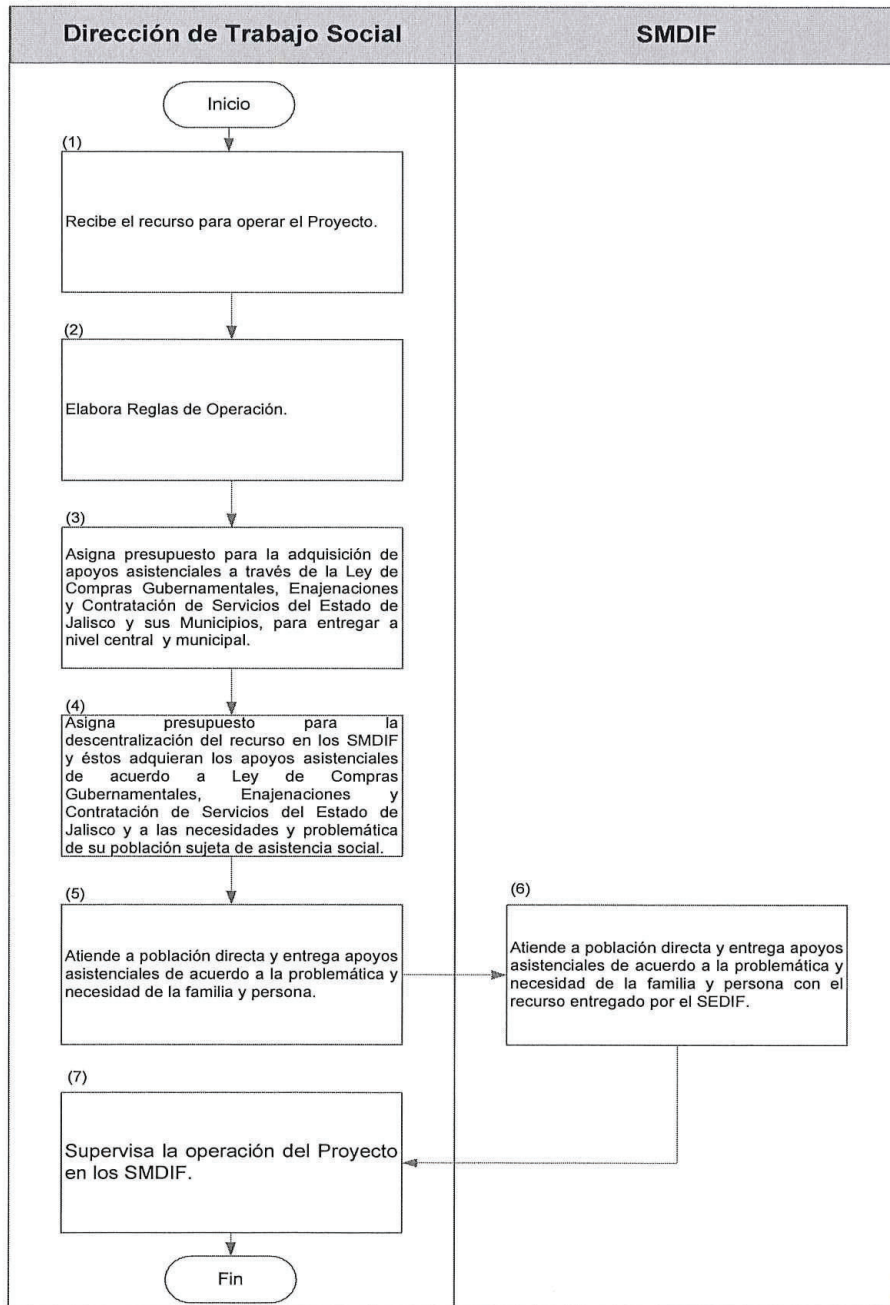 Dirección de Trabajo Social
SMDIF
Inicio
(1)
Recibe el recurso para operar el Proyecto.
(2)
Elabora Reglas de Operación.
(3)
Asigna presupuesto para la adquisición de
apoyos asistenciales a través de la Ley de
Compras Gubernamentales, Enajenaciones
y Contratación de Servicios del Estado de
Jalisco y sus Municipios, para entregar a
nivel central y municipal.
(4)
Asigna presupuesto para la
descentralización del recurso en los SMDIF
y éstos adquieran los apoyos asistenciales
de acuerdo a Ley de Compras
Gubernamentales, Enajenaciones y
Contratación de Servicios del Estado de
Jalisco y a las necesidades y problemática
de su población sujeta de asistencia social.
(5)
Atiende a población directa y entrega apoyos
asistenciales de acuerdo a la problemática y
necesidad de la familia y persona.
(6)
Atiende a población directa y entrega apoyos
asistenciales de acuerdo a la problemática y
necesidad de la familia y persona con el
recurso entregado por el SEDIF.
(7)
Supervisa la operación del Proyecto
en los SMDIF.
Fin